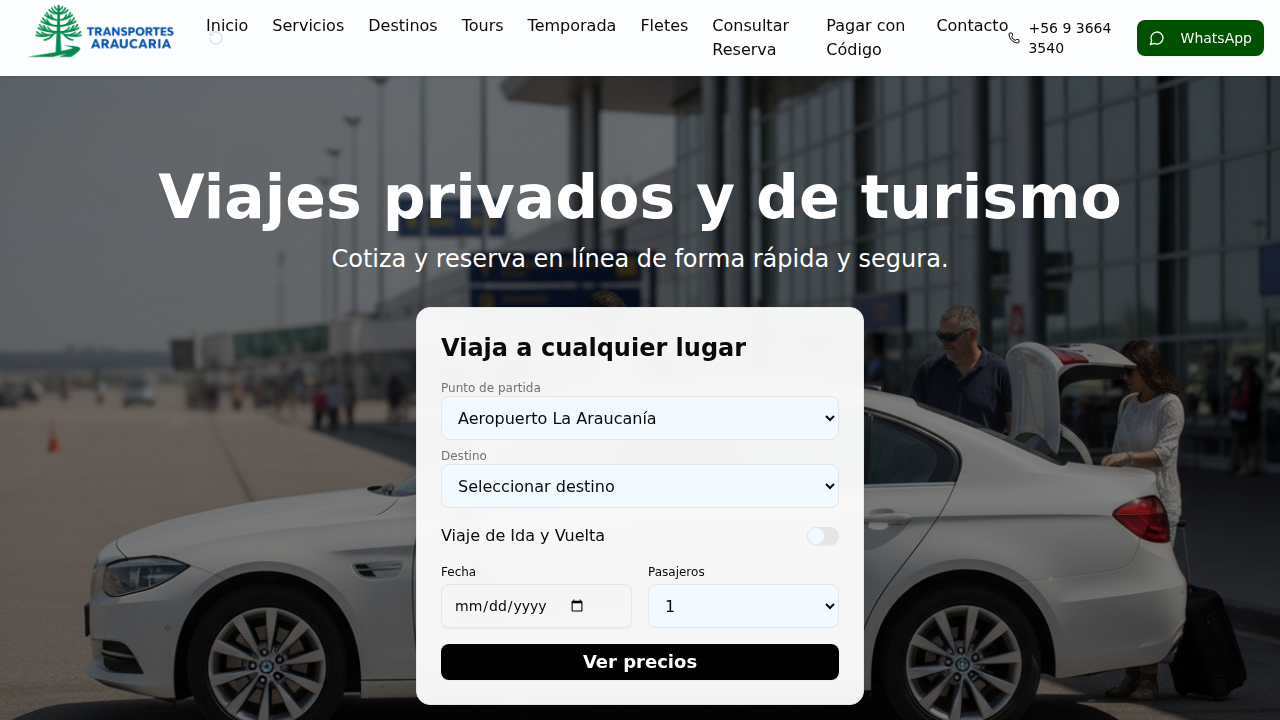 TRANSPORTES
ARAUCARIA
Inicio
Servicios
Destinos
Tours
Temporada
Fletes
Consultar
Reserva
Pagar con
Código
Contacto
+56 9 3664
3540
WhatsApp
Viajes privados y de turismo
Cotiza y reserva en línea de forma rápida y segura.
Viaja a cualquier lugar
Punto de partida
Aeropuerto La Araucanía
Destino
Seleccionar destino
Viaje de Ida y Vuelta
Fecha
Pasajeros
mm/dd/yyyy
1
Ver precios